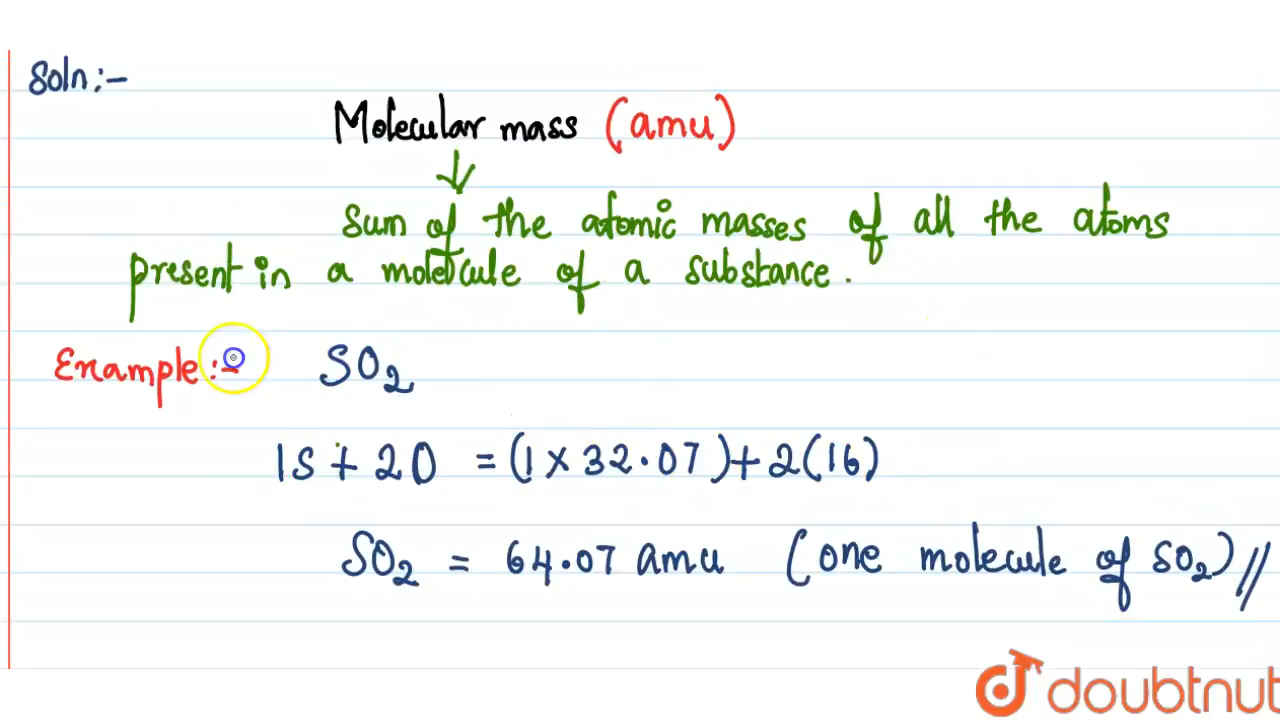 Soln:-
Molecular mass (amu)
↓
Sum of the atomic masses of all the atoms
present in a molecule of a substance.
Example:- SO₂
1S + 2O = (1 × 32.07) + 2(16)
SO₂ = 64.07 amu (one molecule of SO₂)//
doubtnut